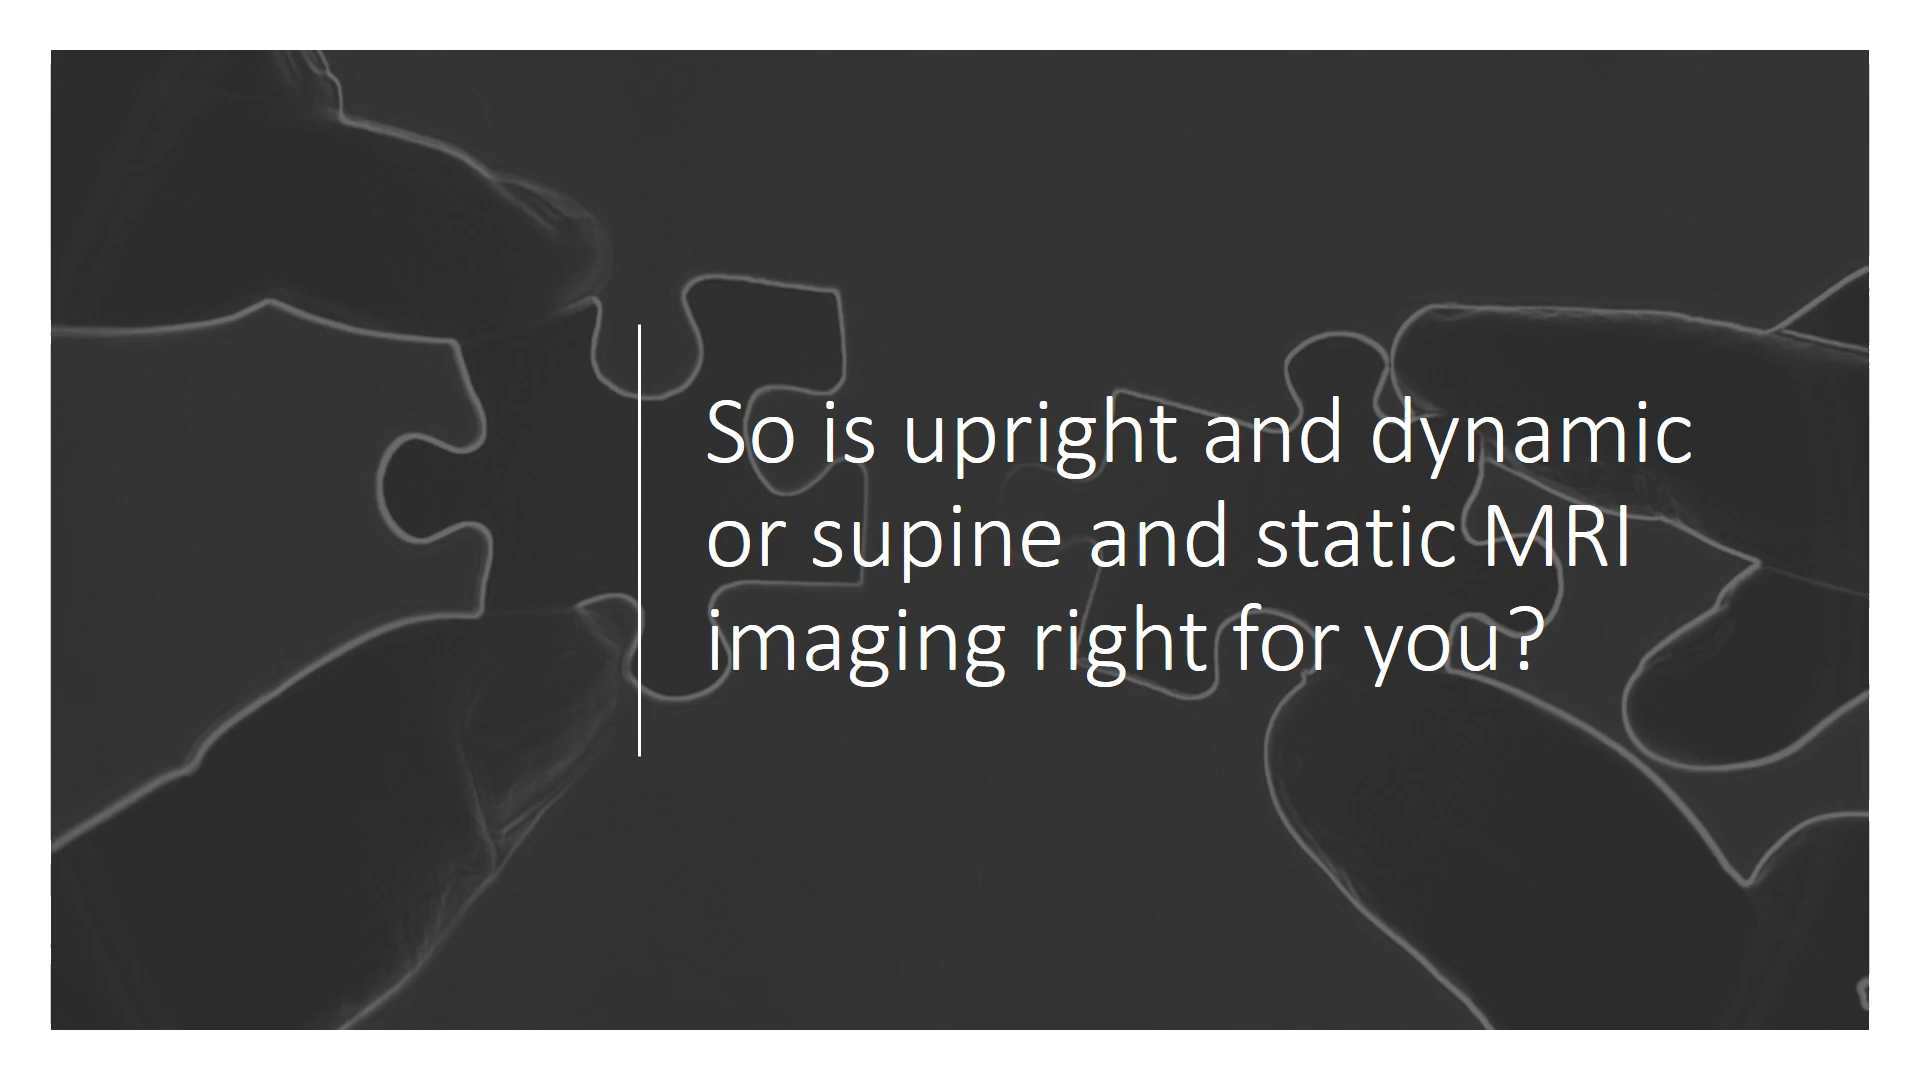 So is upright and dynamic
or supine and static MRI
imaging right for you?